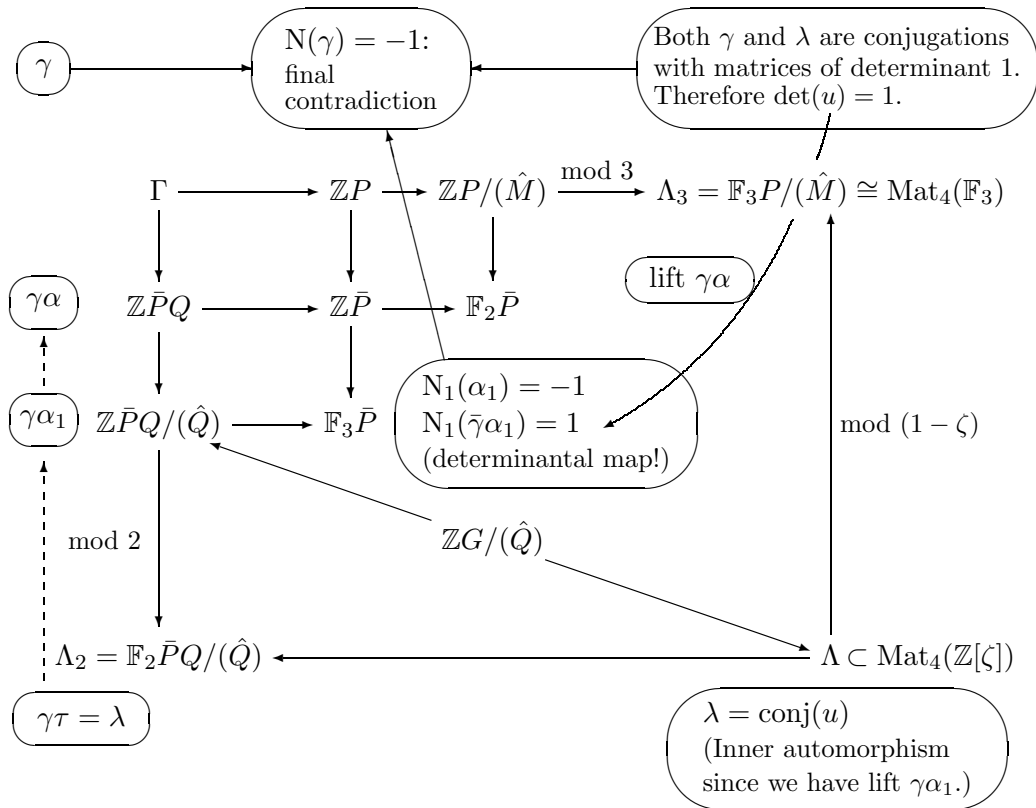 γ
N(γ) = −1:
final
contradiction
Both γ and λ are conjugations
with matrices of determinant 1.
Therefore det(u) = 1.
Γ
ℤP
ℤP/(M̂)
mod 3
Λ₃ = 𝔽₃P/(M̂) ≅ Mat₄(𝔽₃)
γα
lift γα
ℤP̄Q
ℤP̄
𝔽₂P̄
γα₁
ℤP̄Q/(Q̂)
𝔽₃P̄
N₁(α₁) = −1
N₁(γ̄α₁) = 1
(determinantal map!)
mod (1 − ζ)
mod 2
ℤG/(Q̂)
Λ₂ = 𝔽₂P̄Q/(Q̂)
Λ ⊂ Mat₄(ℤ[ζ])
γτ = λ
λ = conj(u)
(Inner automorphism
since we have lift γα₁.)